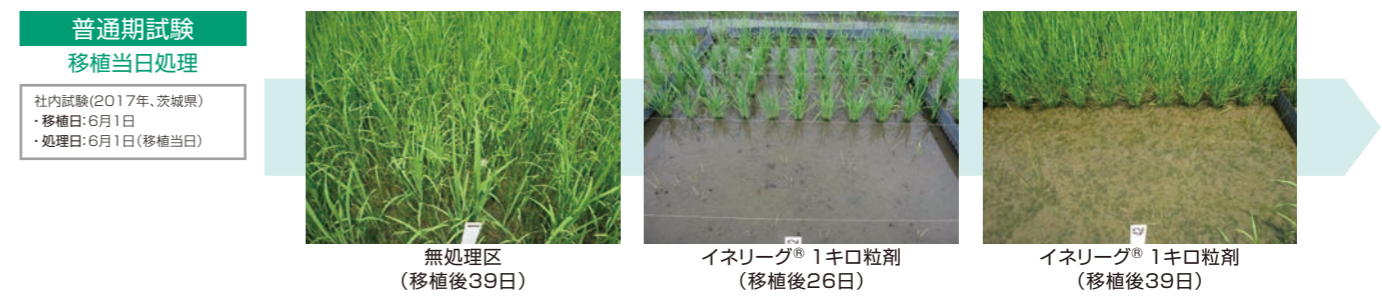 普通期試験
移植当日処理
社内試験(2017年、茨城県)
・移植日:6月1日
・処理日:6月1日(移植当日)
無処理区
(移植後39日)
イネリーグ® 1キロ粒剤
(移植後26日)
イネリーグ® 1キロ粒剤
(移植後39日)